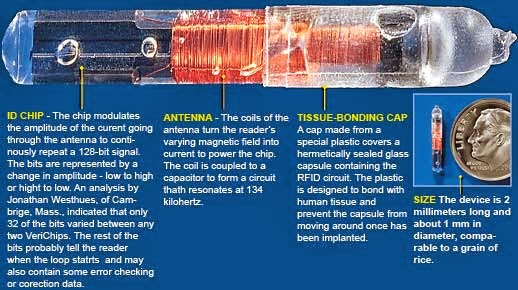 ID CHIP - The chip modulates
the amplitude of the curent going
through the antenna to conti-
nously repeat a 128-bit signal.
The bits are represented by a
change in amplitude - low to high
or hight to low. An analysis by
Jonathan Westhues, of Cam-
brige, Mass., indicated that only
32 of the bits varied between any
two VeriChips. The rest of the
bits probably tell the reader
when the loop statrts and may
also contain some error checking
or corection data.
ANTENNA - The coils of the
antenna turn the reader's
varying magnetic field into
current to power the chip.
The coil is coupled to a
capacitor to form a circuit
thath resonates at 134
kilohertz.
TISSUE-BONDING CAP
A cap made from a
special plastic covers a
hermetically sealed glass
capsule containing the
RFID circuit. The plastic
is designed to bond with
human tissue and
prevent the capsule from
moving around once has
been implanted.
LIBERTY
SIZE The device is 2
millimeters long and
about 1 mm in
diameter, compa-
rable to a grain of
rice.